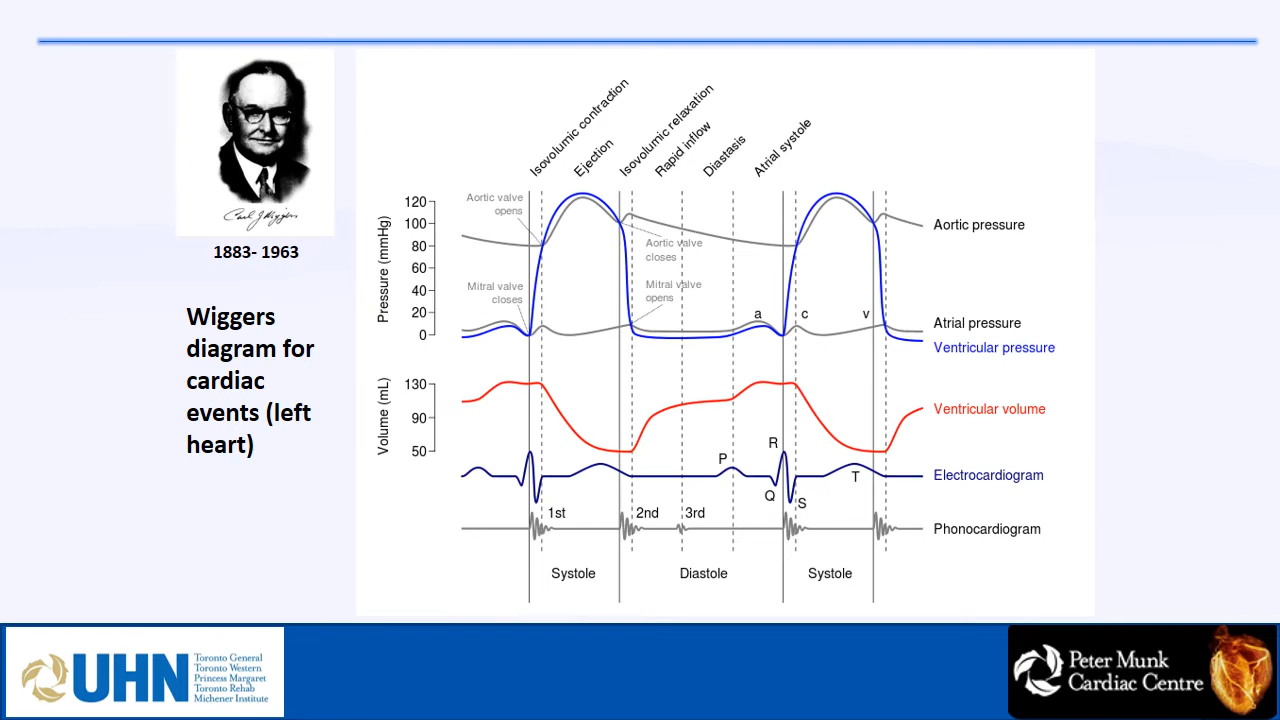 Carl J. Wiggers
1883- 1963
Wiggers
diagram for
cardiac
events (left
heart)
Isovolumic contraction
Ejection
Isovolumic relaxation
Rapid inflow
Diastasis
Atrial systole
Pressure (mmHg)
120
100
80
60
40
20
0
Aortic valve
opens
Aortic valve
closes
Mitral valve
closes
Mitral valve
opens
a
c
v
Aortic pressure
Atrial pressure
Ventricular pressure
Volume (mL)
130
90
50
Ventricular volume
R
P
Q
S
T
Electrocardiogram
1st
2nd
3rd
Phonocardiogram
Systole
Diastole
Systole
UHN
Toronto General
Toronto Western
Princess Margaret
Toronto Rehab
Michener Institute
Peter Munk
Cardiac Centre